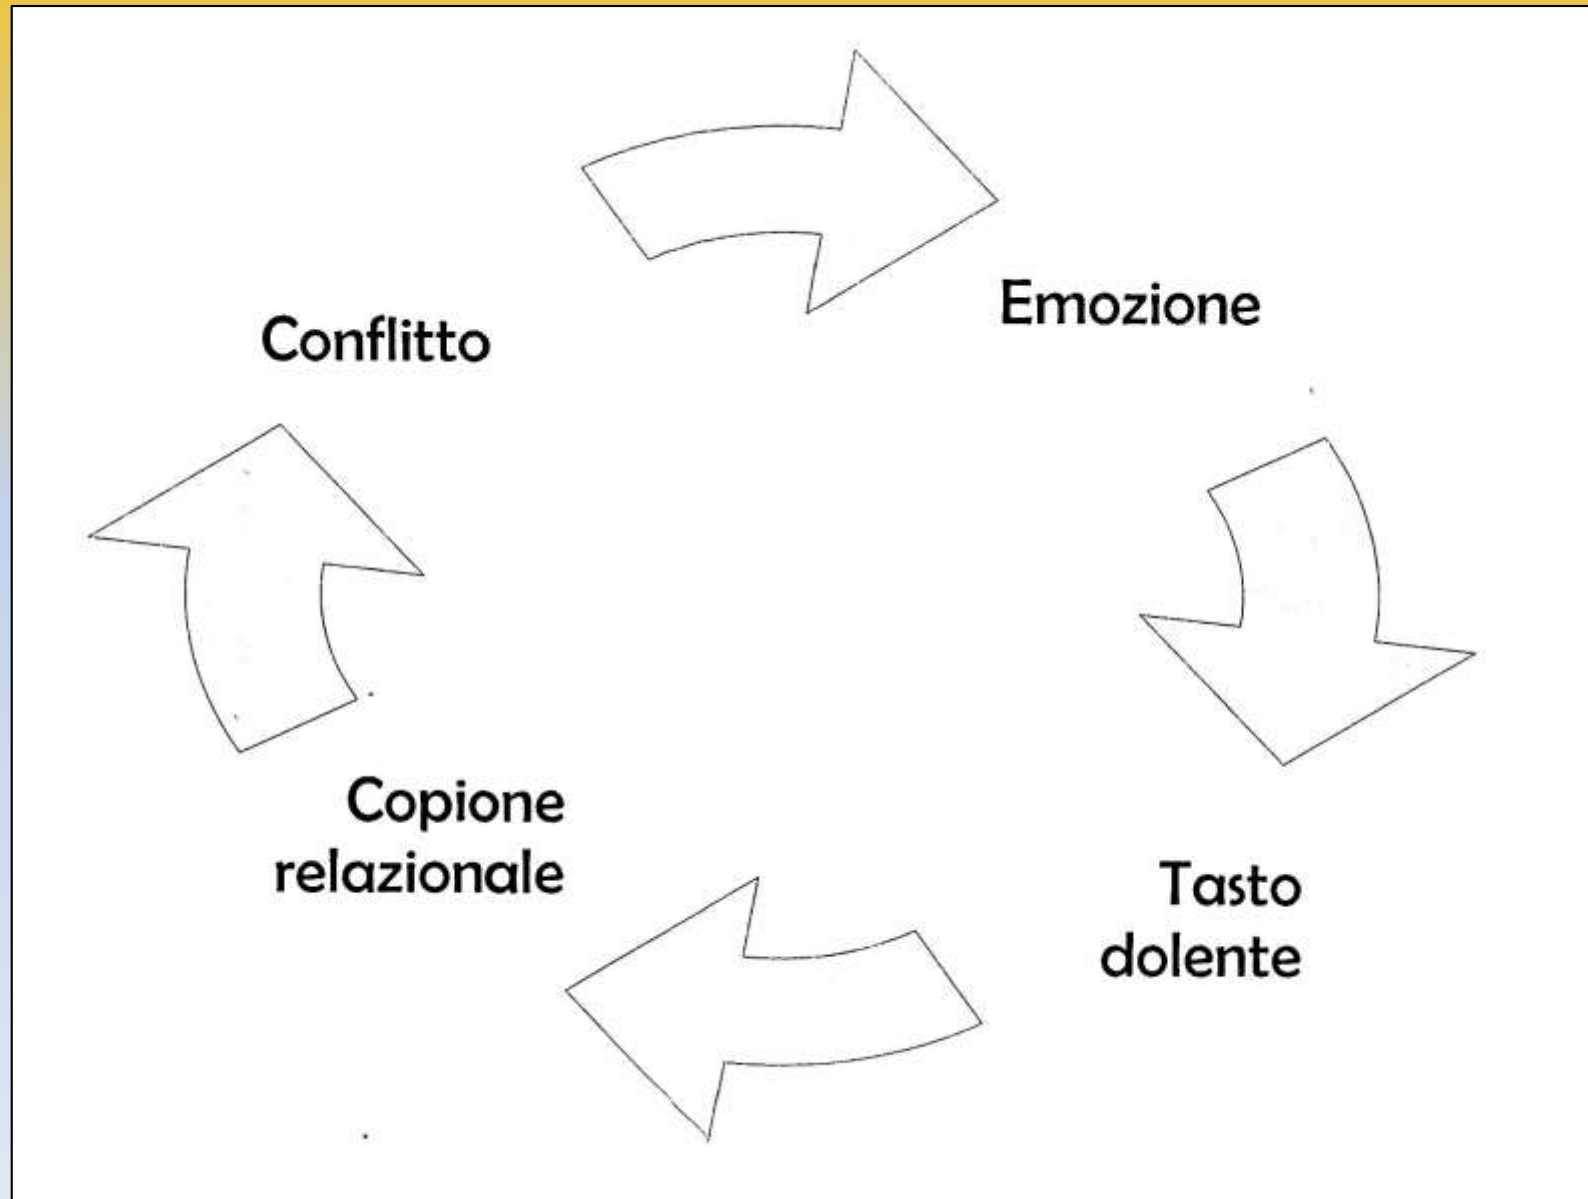 Emozione
Conflitto
Copione
relazionale
Tasto
dolente